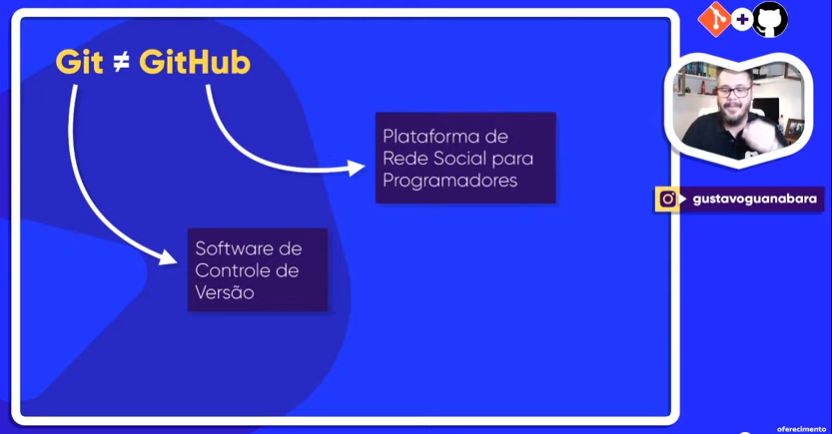 Git ≠ GitHub
Plataforma de
Rede Social para
Programadores
gustavoguanabara
Software de
Controle de
Versão
oferecimento